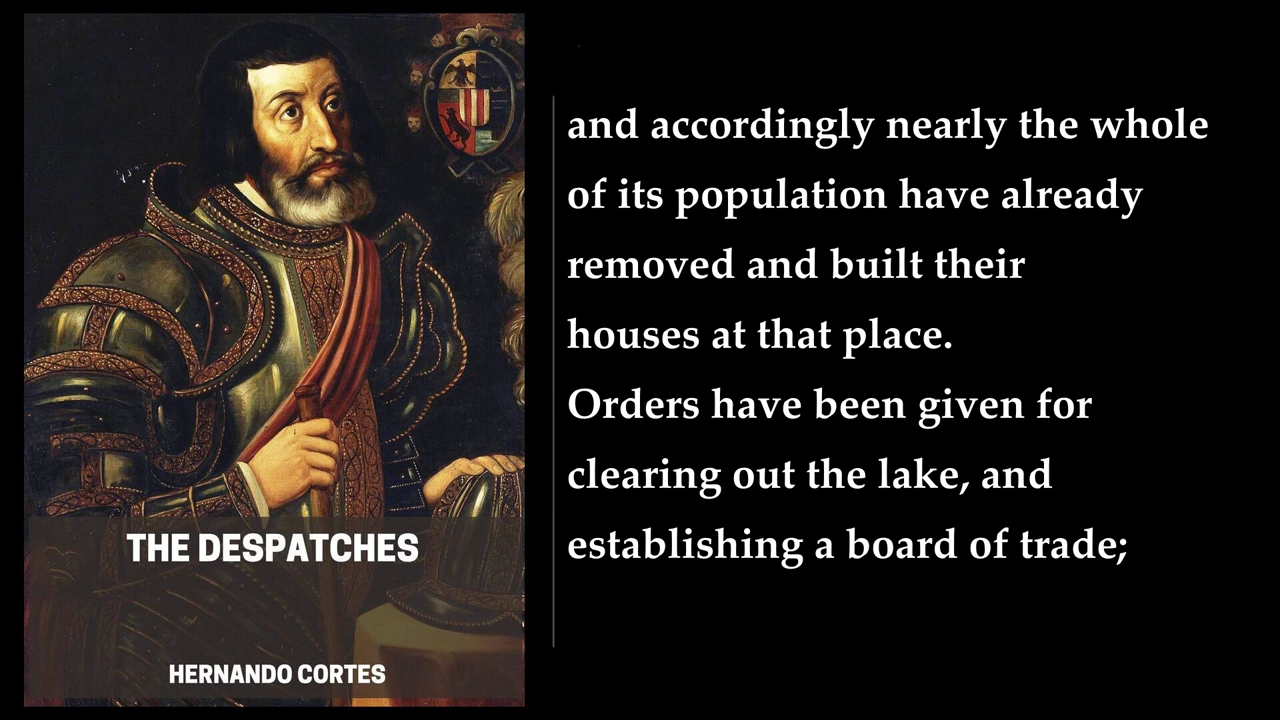 THE DESPATCHES
HERNANDO CORTES
and accordingly nearly the whole
of its population have already
removed and built their
houses at that place.
Orders have been given for
clearing out the lake, and
establishing a board of trade;